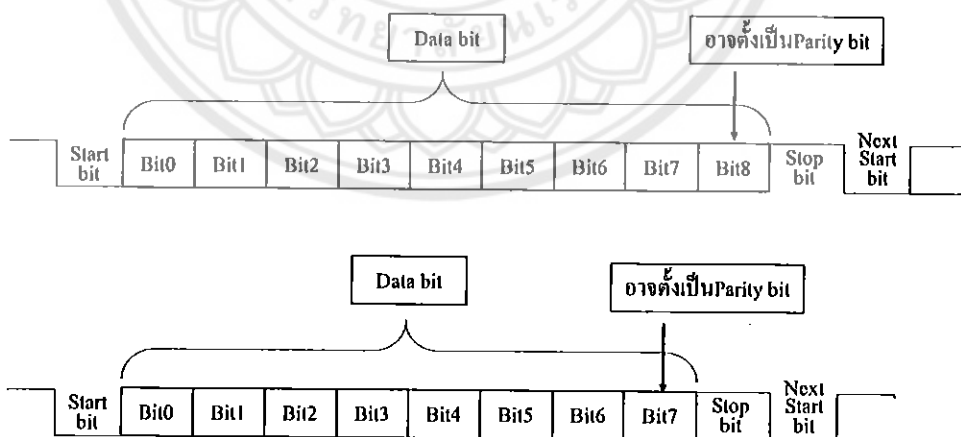 Data bit
อาจตั้งเป็นParity bit
Start bit
Bit0
Bit1
Bit2
Bit3
Bit4
Bit5
Bit6
Bit7
Bit8
Stop bit
Next Start bit
Data bit
อาจตั้งเป็นParity bit
Start bit
Bit0
Bit1
Bit2
Bit3
Bit4
Bit5
Bit6
Bit7
Stop bit
Next Start bit